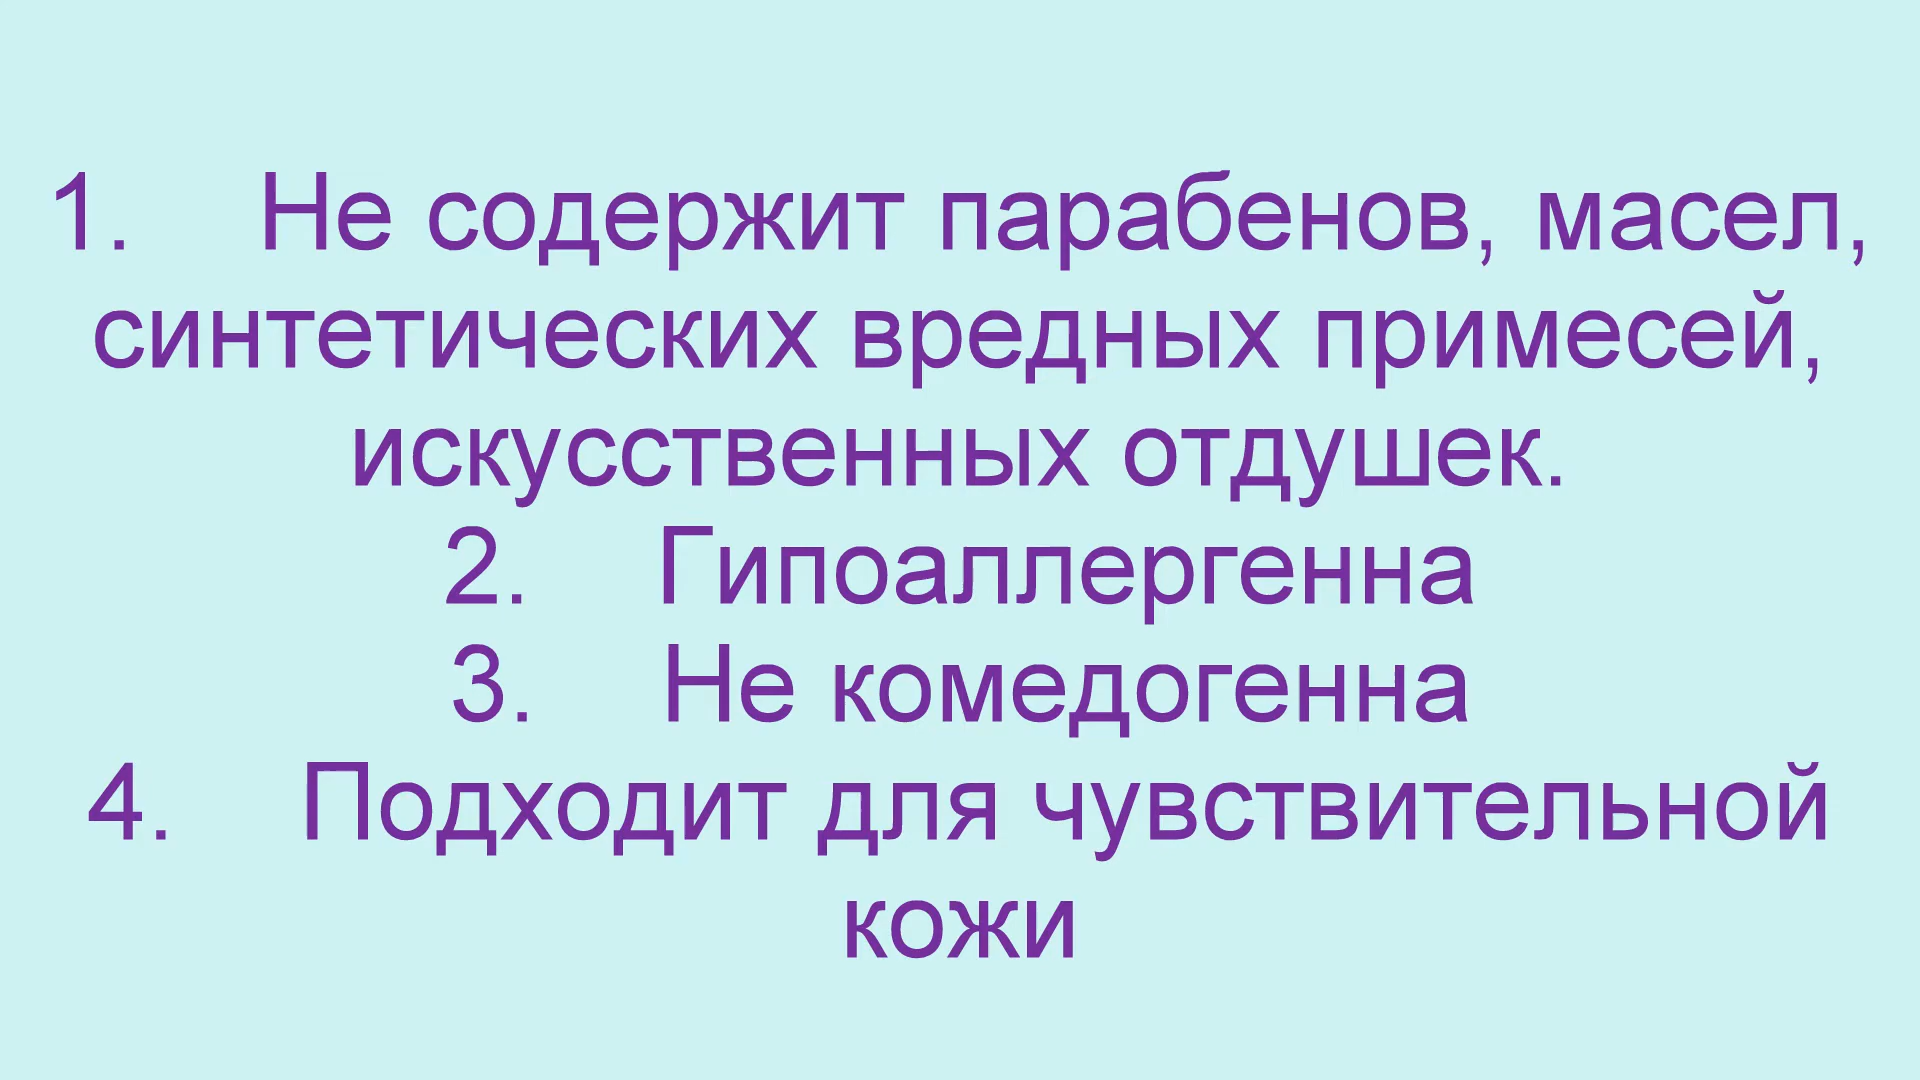 1. Не содержит парабенов, масел,
синтетических вредных примесей,
искусственных отдушек.
2. Гипоаллергенна
3. Не комедогенна
4. Подходит для чувствительной
кожи